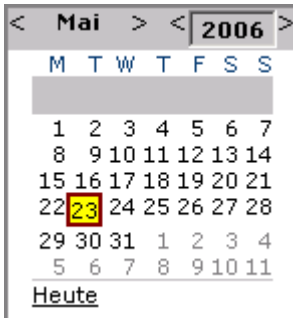 < Mai > < 2006 >
M T W T F S S
1 2 3 4 5 6 7
8 9 10 11 12 13 14
15 16 17 18 19 20 21
22 23 24 25 26 27 28
29 30 31 1 2 3 4
5 6 7 8 9 10 11
Heute